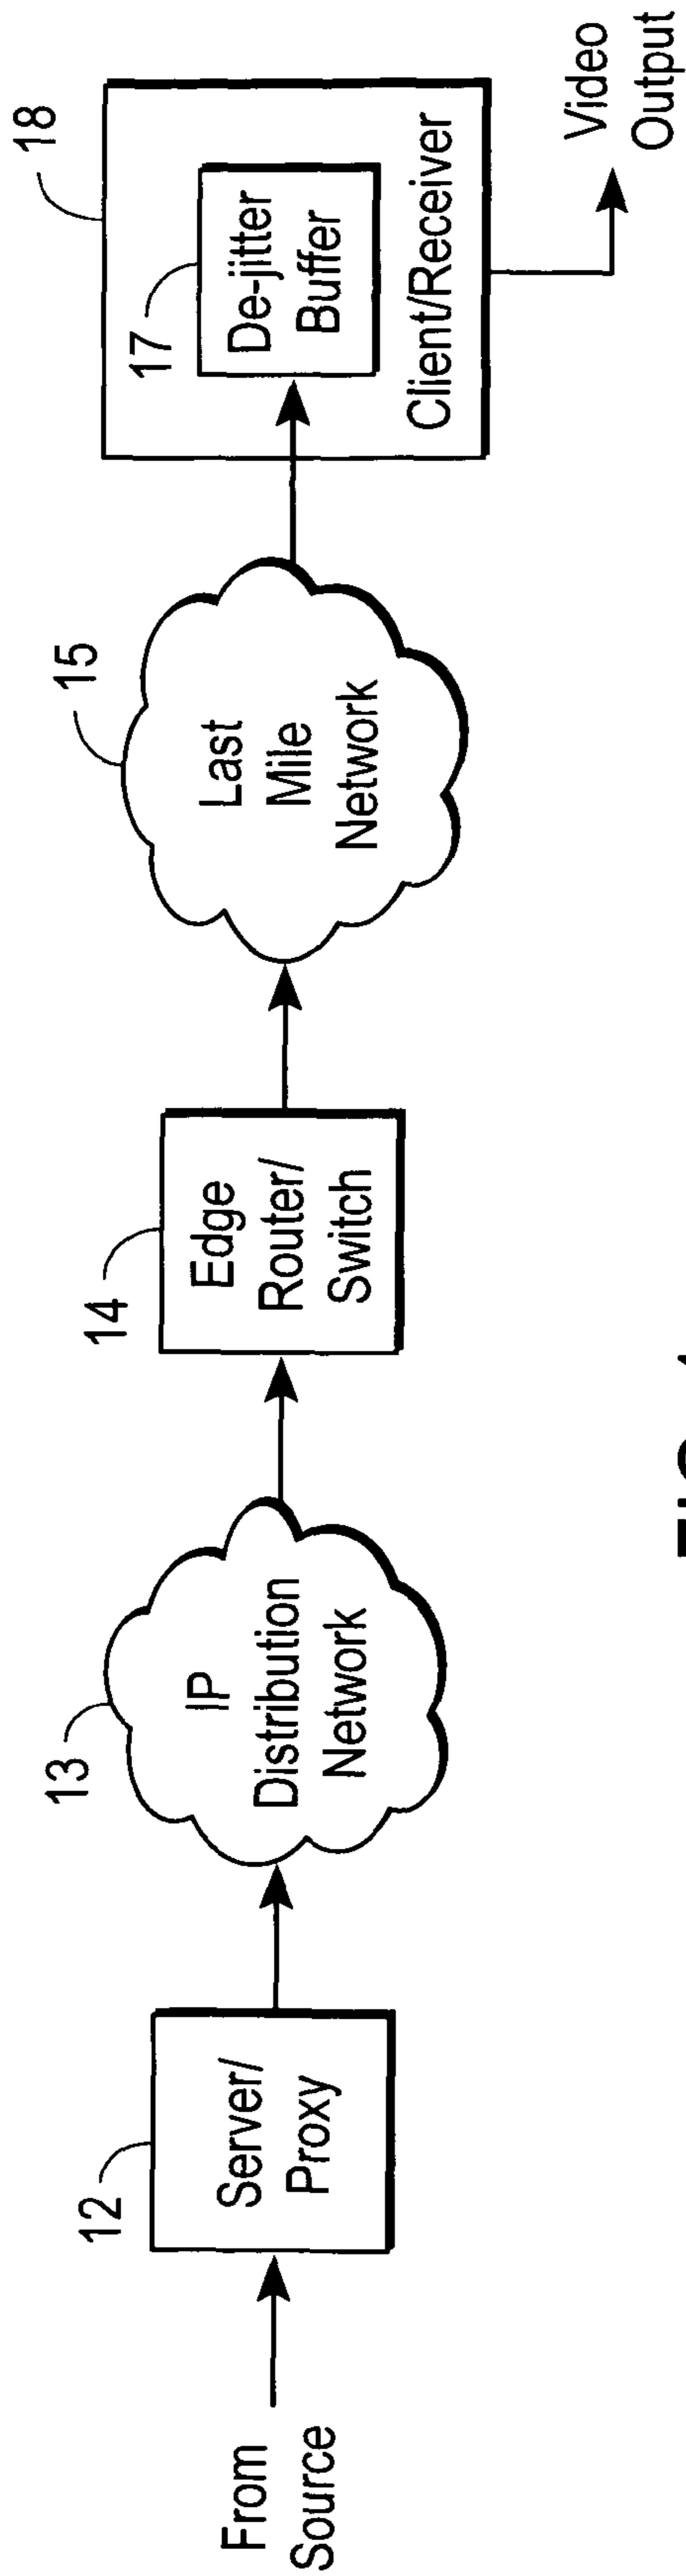 From
Source
12
Server/
Proxy
13
IP
Distribution
Network
14
Edge
Router/
Switch
15
Last
Mile
Network
17
De-jitter
Buffer
Client/Receiver
18
Video
Output